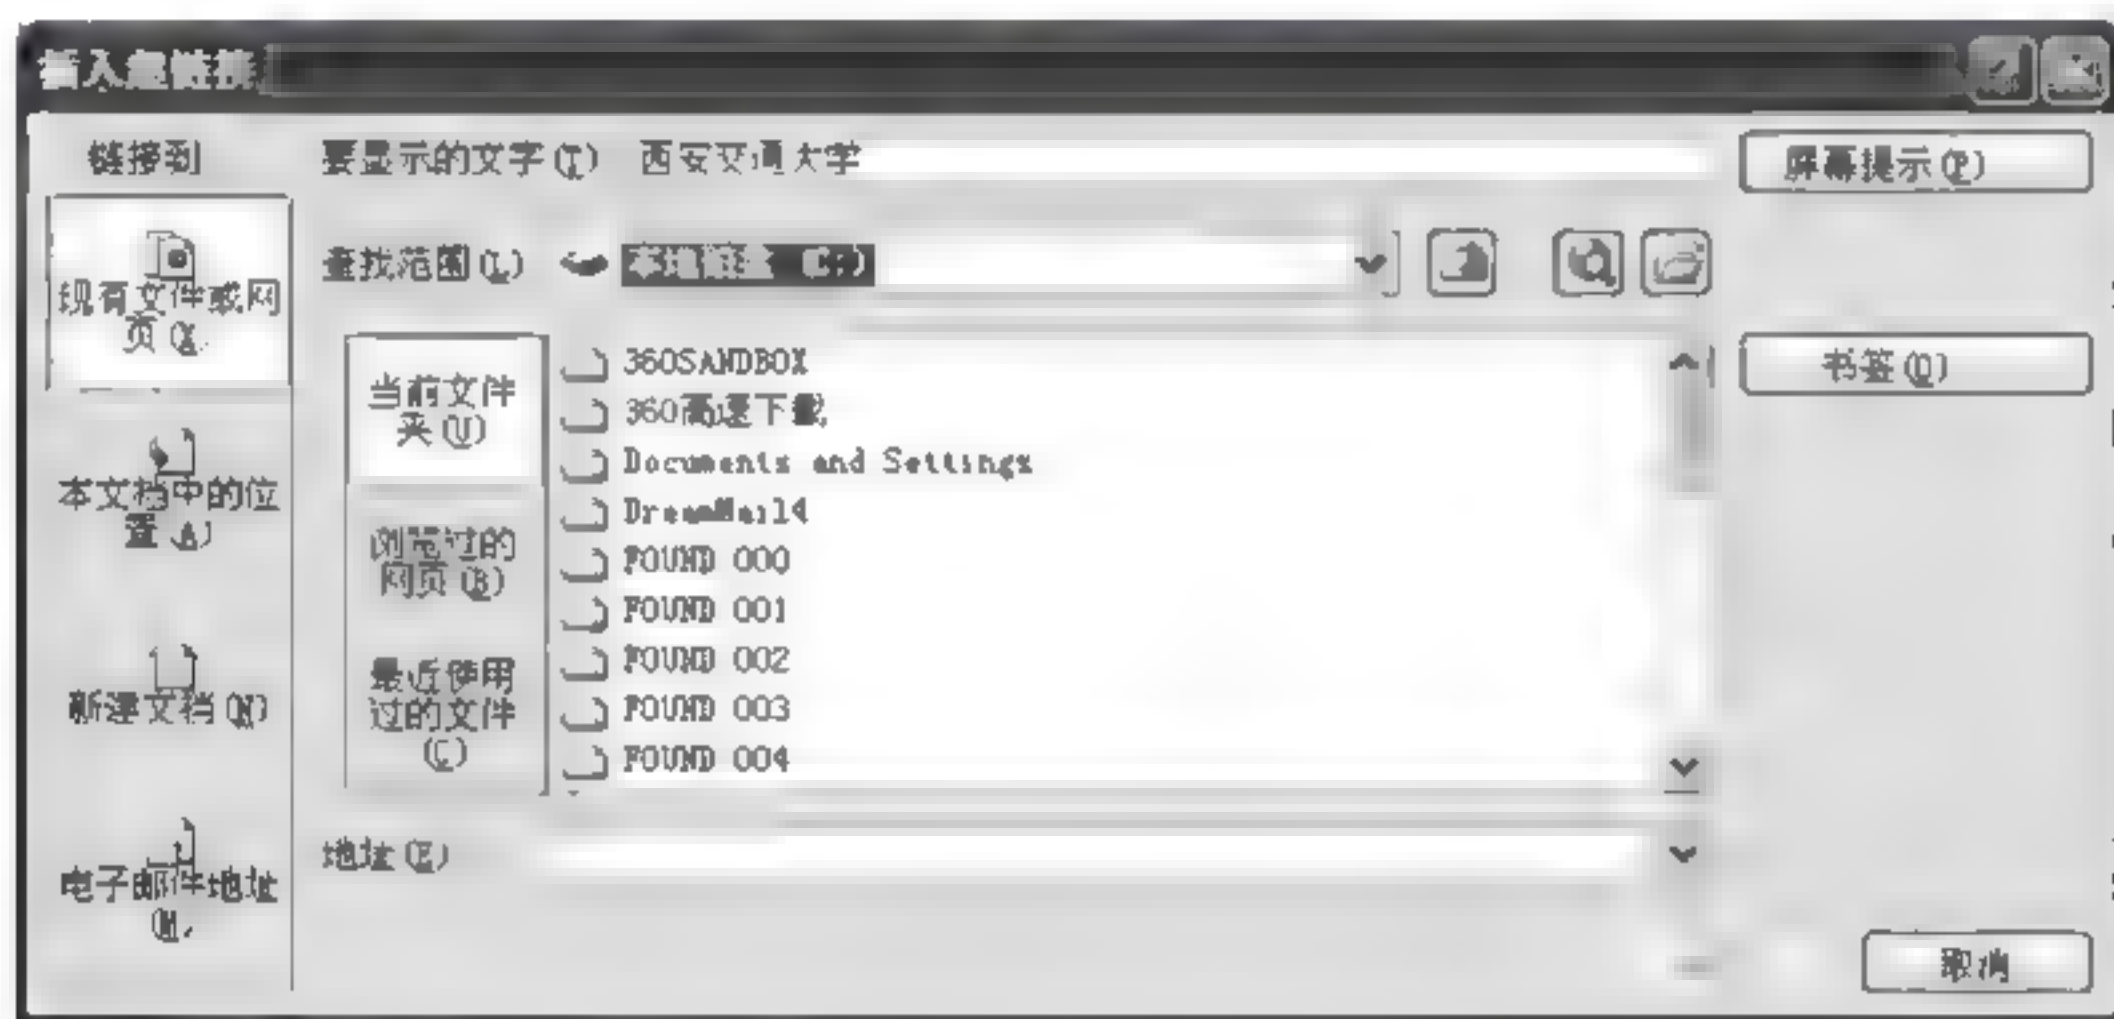 插入超链接
链接到
要显示的文字(T) 西安交通大学
屏幕提示(P)
查找范围(L) 本地磁盘 (C:)
现有文件或网
页(X)
本文档中的位
置(A)
新建文档(N)
电子邮件地址
(M)
当前文件
夹(U)
浏览过的
网页(B)
最近使用
过的文件
(C)
360SANDBOX
360高速下载
Documents and Settings
DreamMail4
FOUND 000
FOUND 001
FOUND 002
FOUND 003
FOUND 004
书签(O)
地址(E)
取消